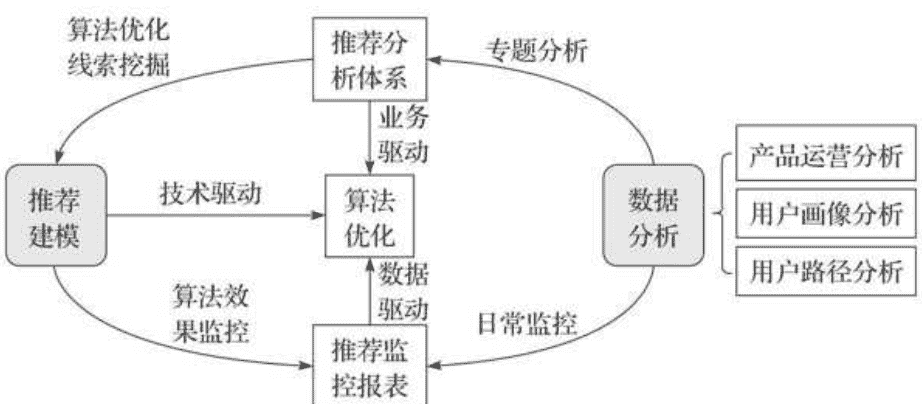 算法优化
线索挖掘
推荐分
析体系
专题分析
业务
驱动
产品运营分析
推荐
建模
技术驱动
算法
优化
数据
分析
用户画像分析
用户路径分析
算法效
果监控
数据
驱动
日常监控
推荐监
控报表